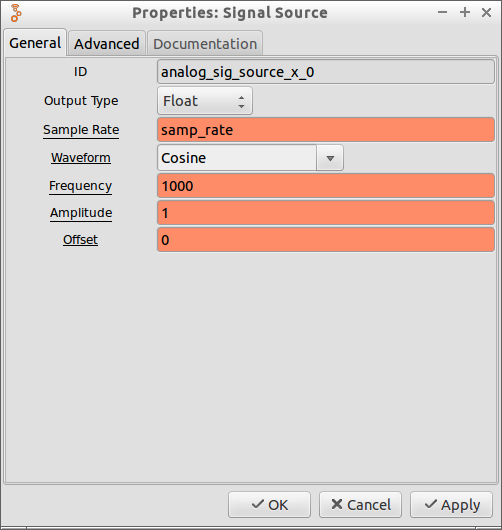 Properties: Signal Source
General Advanced Documentation
ID analog_sig_source_x_0
Output Type Float
Sample Rate samp_rate
Waveform Cosine
Frequency 1000
Amplitude 1
Offset 0
OK Cancel Apply